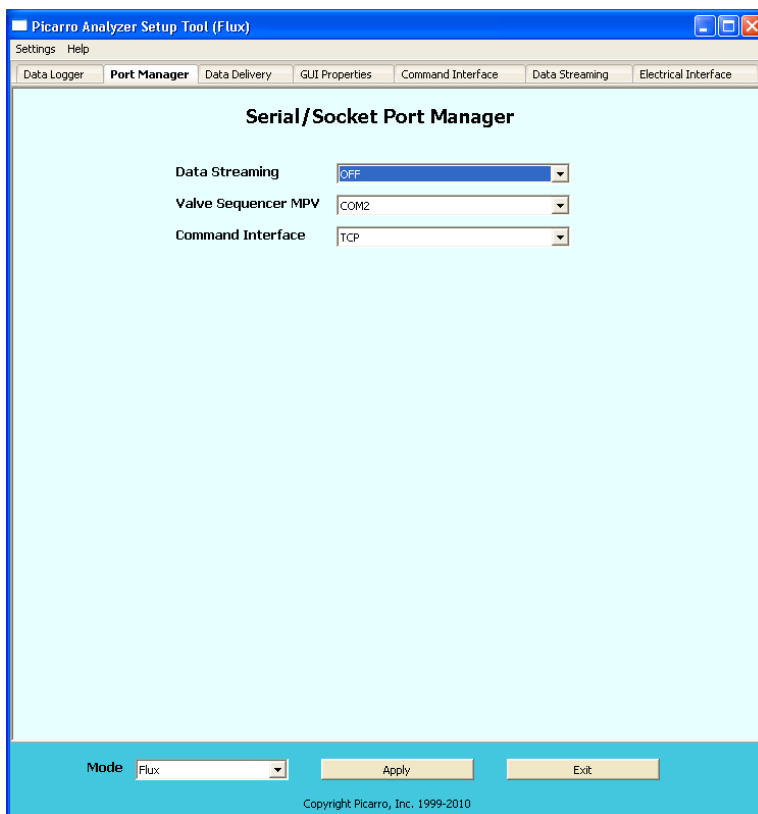 Picarro Analyzer Setup Tool (Flux)
Settings Help
Data Logger Port Manager Data Delivery GUI Properties Command Interface Data Streaming Electrical Interface
Serial/Socket Port Manager
Data Streaming OFF
Valve Sequencer MPV COM2
Command Interface TCP
Mode Flux Apply Exit
Copyright Picarro, Inc. 1999-2010